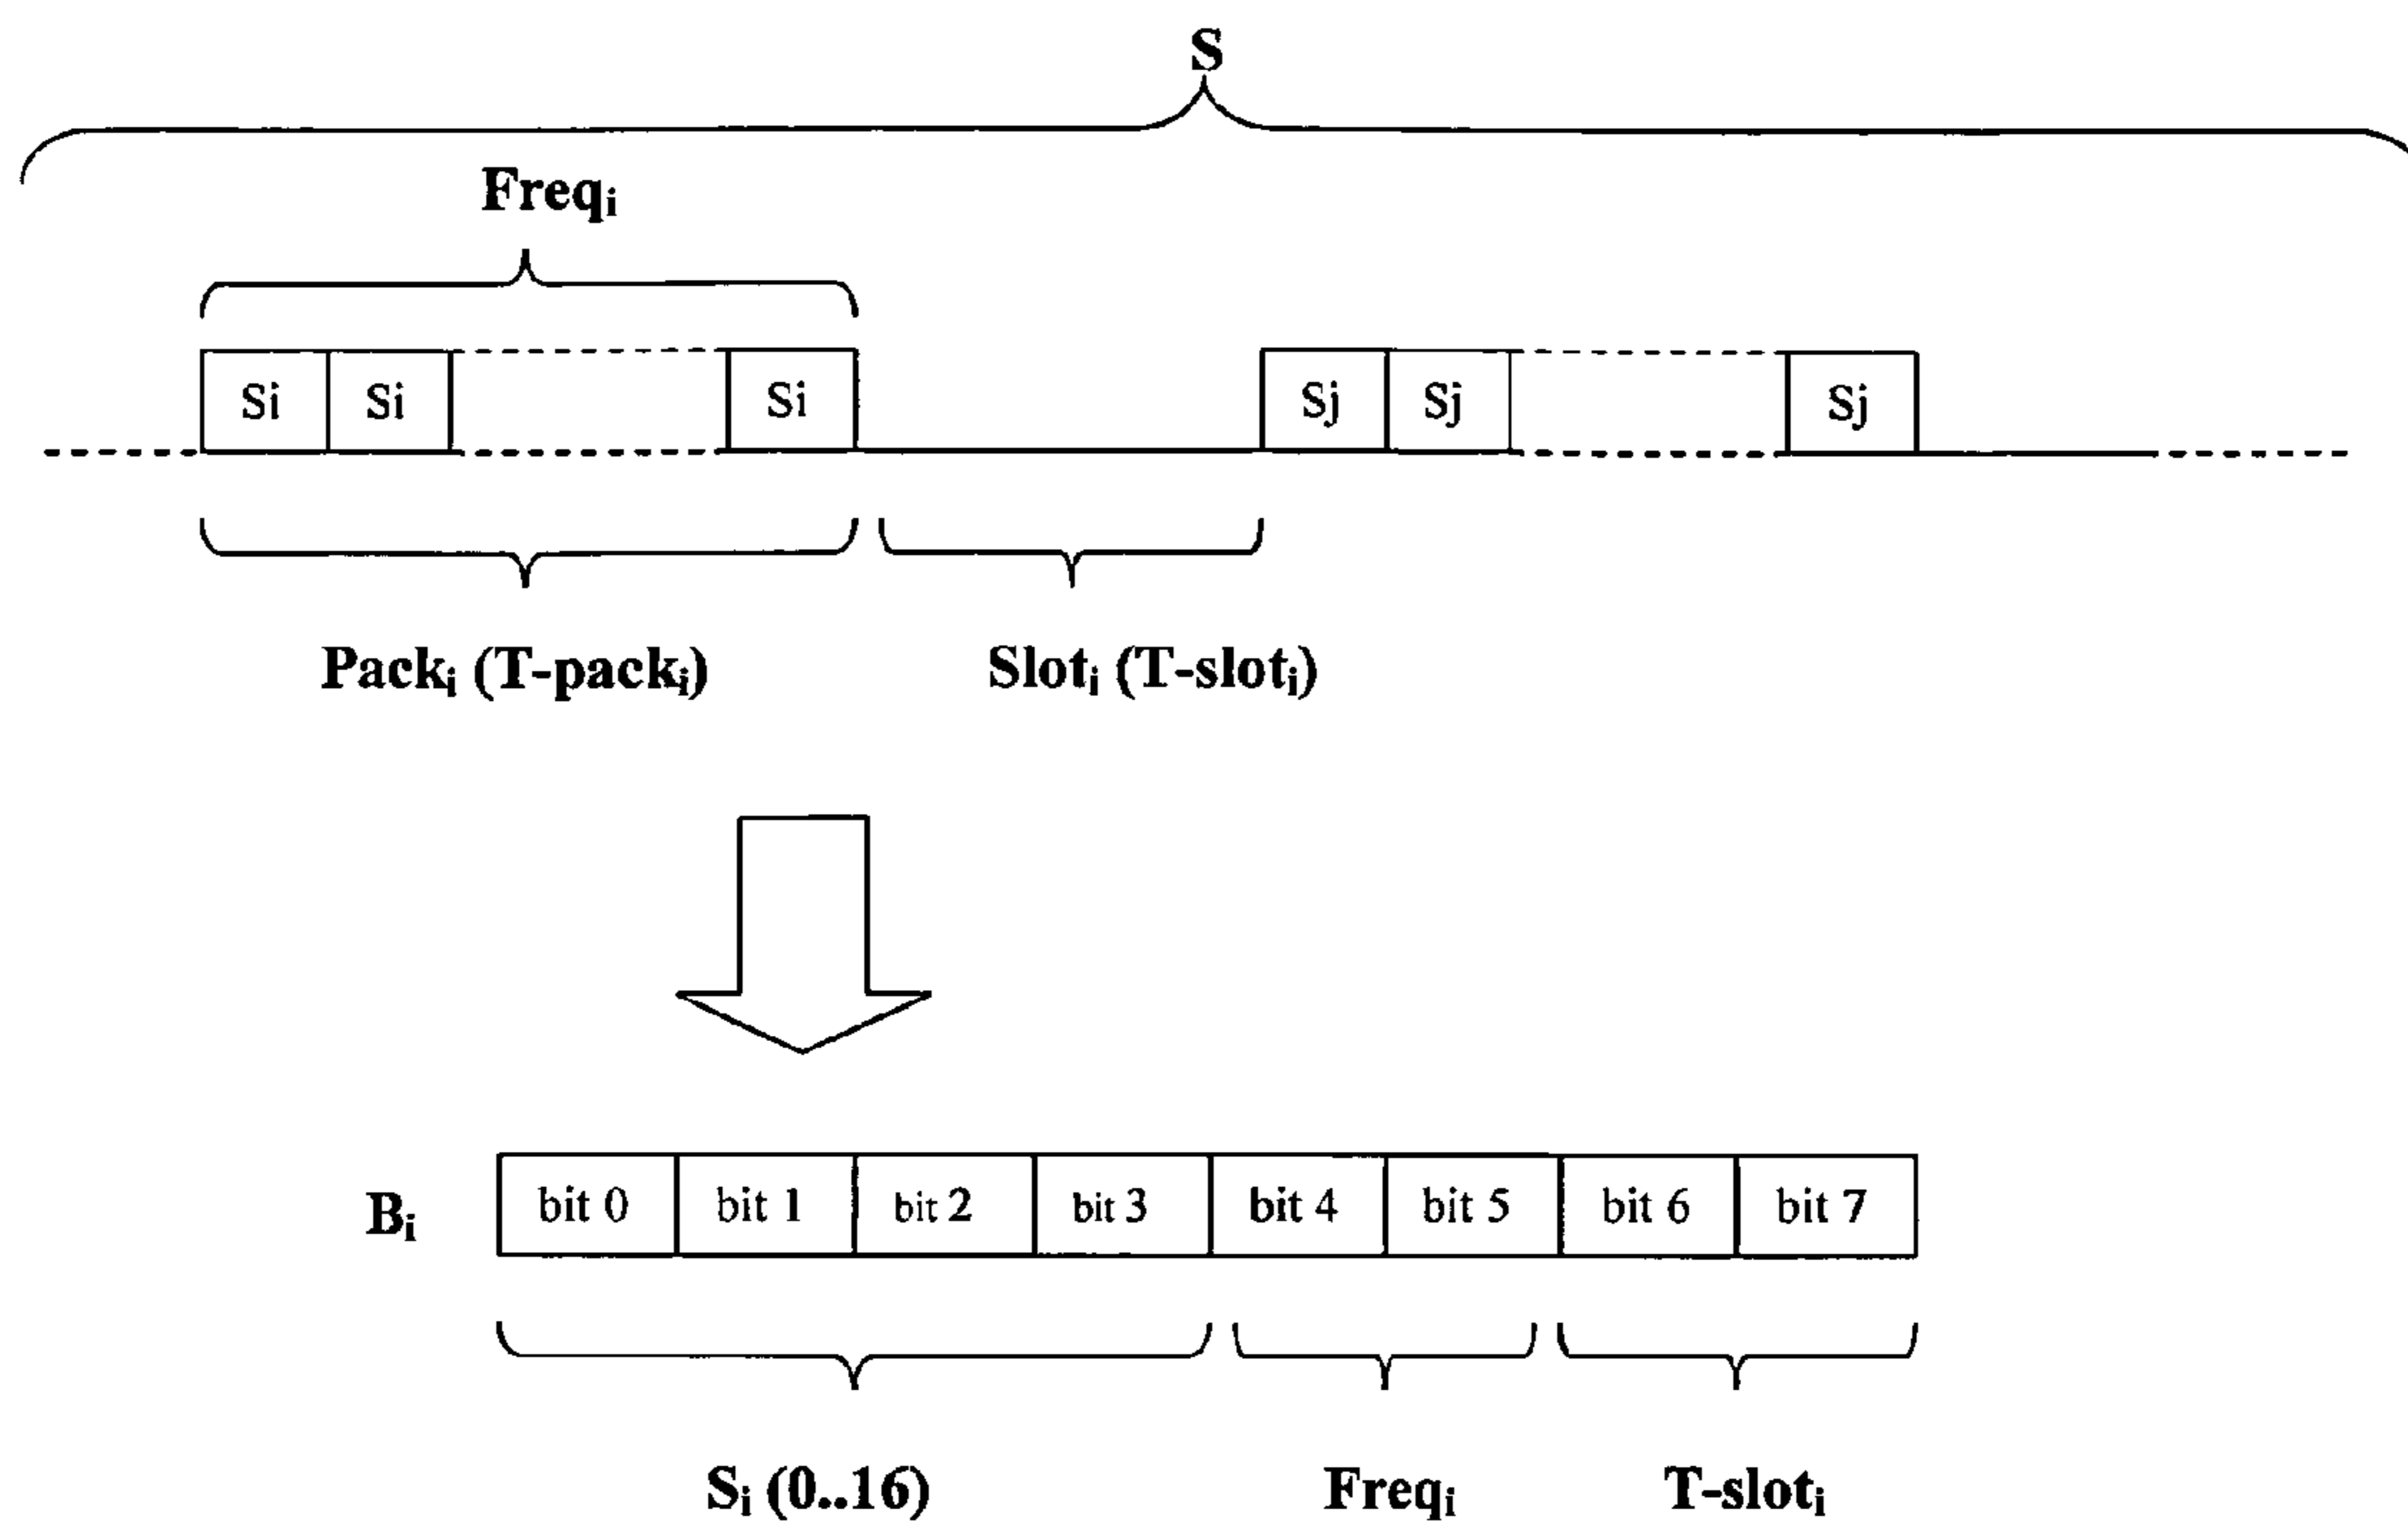 S
Freqi
Si Si Si Sj Sj Sj
Packi (T-packi) Sloti (T-sloti)
Bi bit 0 bit 1 bit 2 bit 3 bit 4 bit 5 bit 6 bit 7
Si (0..16) Freqi T-sloti